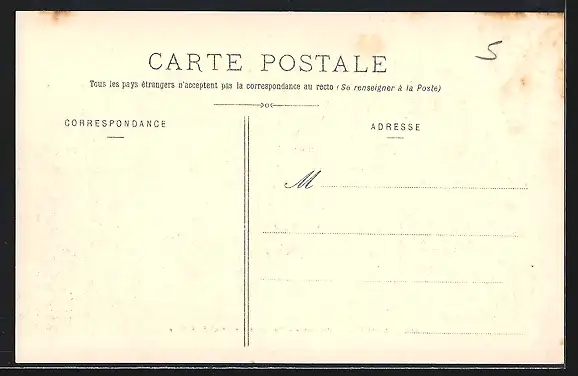 5
CARTE POSTALE
Tous les pays étrangers n'acceptent pas la correspondance au recto (Se renseigner à la Poste)
CORRESPONDANCE
ADRESSE
M